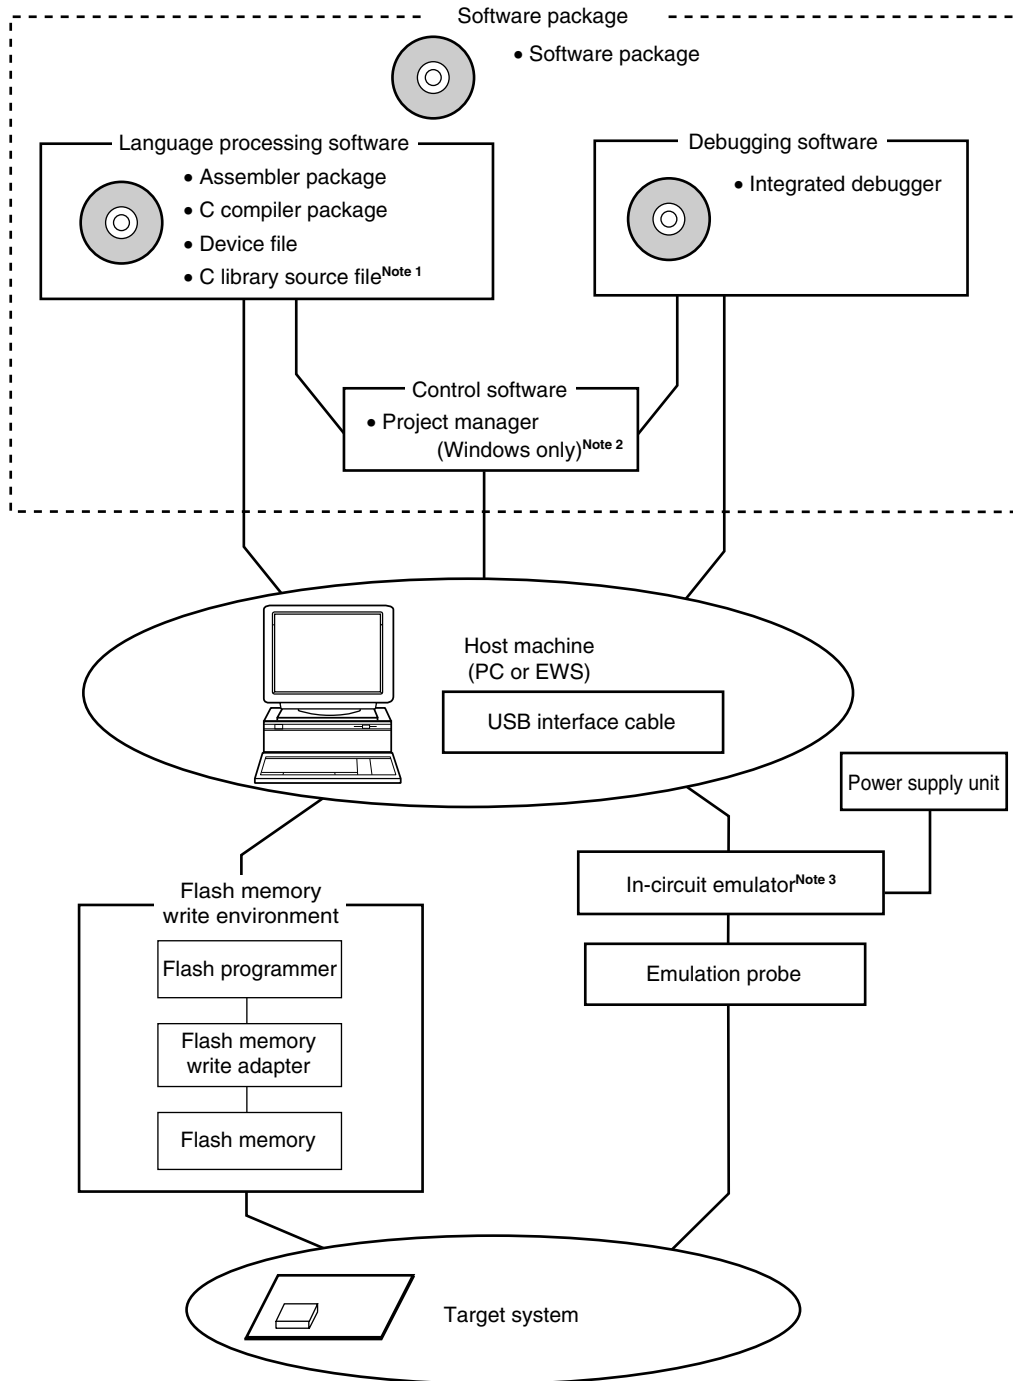 Software package
• Software package
Language processing software
• Assembler package
• C compiler package
• Device file
• C library source fileNote 1
Debugging software
• Integrated debugger
Control software
• Project manager
(Windows only)Note 2
Host machine
(PC or EWS)
USB interface cable
Power supply unit
Flash memory
write environment
Flash programmer
Flash memory
write adapter
Flash memory
In-circuit emulatorNote 3
Emulation probe
Target system